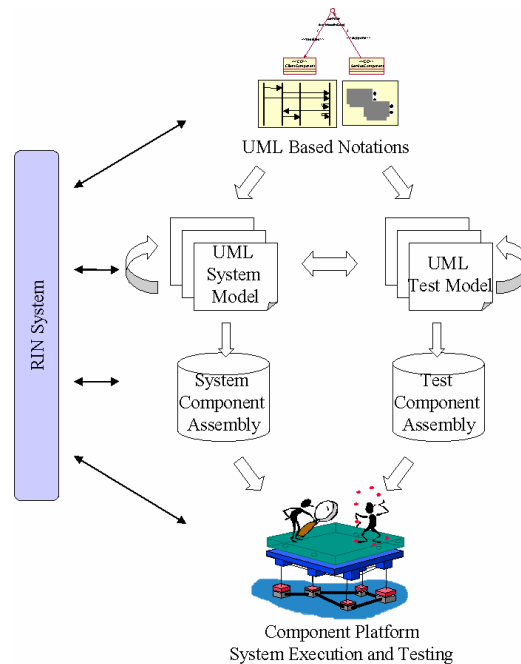 UML Based Notations
RIN System
UML
System
Model
UML
Test Model
System
Component
Assembly
Test
Component
Assembly
Component Platform
System Execution and Testing